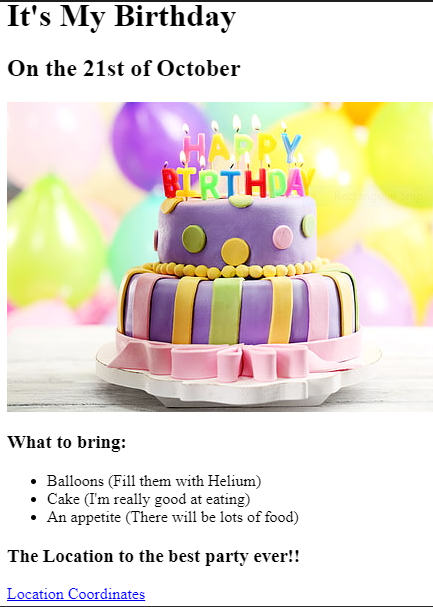 It's My Birthday
On the 21st of October
HAPPY
BIRTHDAY
Rectangular Snip
What to bring:
Balloons (Fill them with Helium)
Cake (I'm really good at eating)
An appetite (There will be lots of food)
The Location to the best party ever!!
Location Coordinates